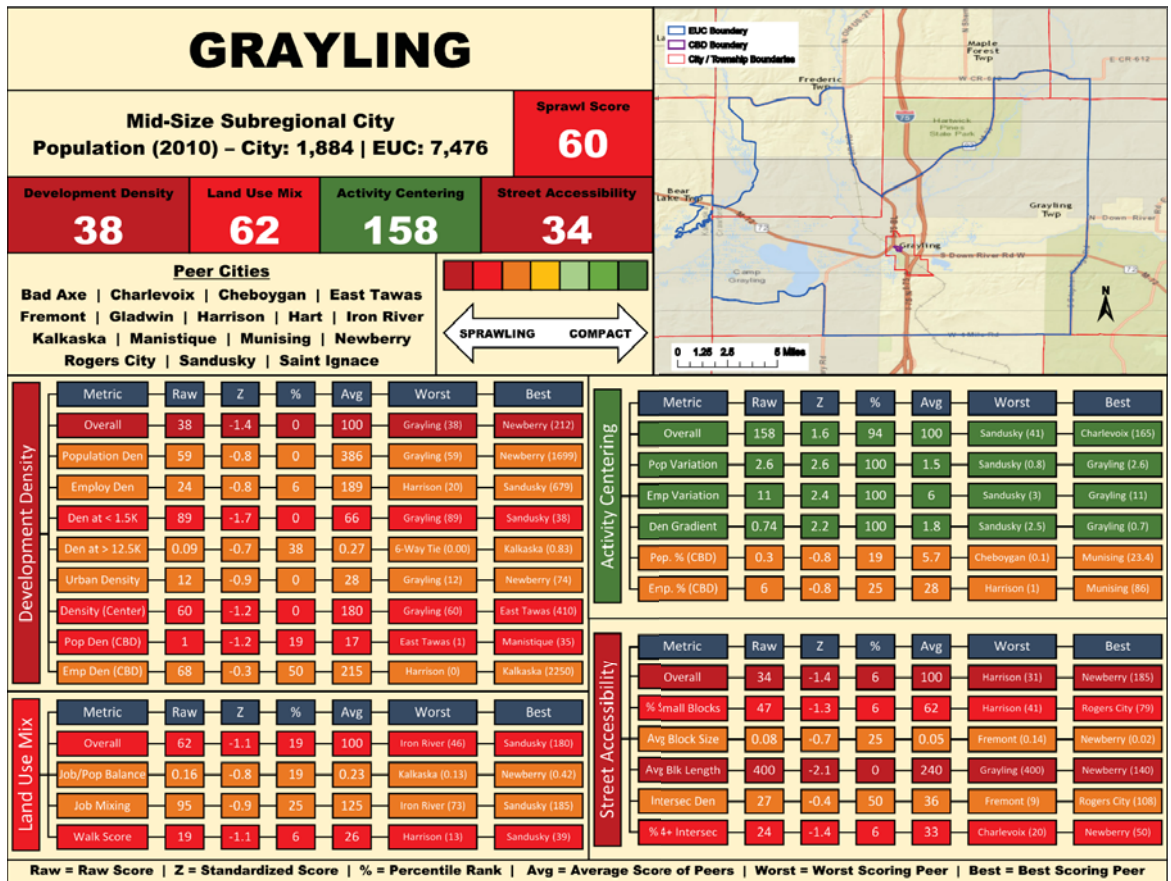 GRAYLING
Mid-Size Subregional City
Population (2010) – City: 1,884 | EUC: 7,476
Sprawl Score
60
Development Density
38
Land Use Mix
62
Activity Centering
158
Street Accessibility
34
Peer Cities
Bad Axe | Charlevoix | Cheboygan | East Tawas
Fremont | Gladwin | Harrison | Hart | Iron River
Kalkaska | Manistique | Munising | Newberry
Rogers City | Sandusky | Saint Ignace
SPRAWLING COMPACT
EUC Boundary
CBD Boundary
City / Township Boundaries
Maple
Forest
Twp
E CR-612
W CR-612
Frederic
Twp
75
Hartwick
Pines
State Park
Bear
Lake Twp
M-72
72
Grayling
Twp
N Down River
Grayling
S Down River Rd W
Camp
Grayling
72
W 4 Mile Rd
N
0 1.25 2.5 5 Miles
Development Density
Metric Raw Z % Avg Worst Best
Overall 38 -1.4 0 100 Grayling (38) Newberry (212)
Population Den 59 -0.8 0 386 Grayling (59) Newberry (1699)
Employ Den 24 -0.8 6 189 Harrison (20) Sandusky (679)
Den at < 1.5K 89 -1.7 0 66 Grayling (89) Sandusky (38)
Den at > 12.5K 0.09 -0.7 38 0.27 6-Way Tie (0.00) Kalkaska (0.83)
Urban Density 12 -0.9 0 28 Grayling (12) Newberry (74)
Density (Center) 60 -1.2 0 180 Grayling (60) East Tawas (410)
Pop Den (CBD) 1 -1.2 19 17 East Tawas (1) Manistique (35)
Emp Den (CBD) 68 -0.3 50 215 Harrison (0) Kalkaska (2250)
Land Use Mix
Metric Raw Z % Avg Worst Best
Overall 62 -1.1 19 100 Iron River (46) Sandusky (180)
Job/Pop Balance 0.16 -0.8 19 0.23 Kalkaska (0.13) Newberry (0.42)
Job Mixing 95 -0.9 25 125 Iron River (73) Sandusky (185)
Walk Score 19 -1.1 6 26 Harrison (13) Sandusky (39)
Activity Centering
Metric Raw Z % Avg Worst Best
Overall 158 1.6 94 100 Sandusky (41) Charlevoix (165)
Pop Variation 2.6 2.6 100 1.5 Sandusky (0.8) Grayling (2.6)
Emp Variation 11 2.4 100 6 Sandusky (3) Grayling (11)
Den Gradient 0.74 2.2 100 1.8 Sandusky (2.5) Grayling (0.7)
Pop. % (CBD) 0.3 -0.8 19 5.7 Cheboygan (0.1) Munising (23.4)
Emp. % (CBD) 6 -0.8 25 28 Harrison (1) Munising (86)
Street Accessibility
Metric Raw Z % Avg Worst Best
Overall 34 -1.4 6 100 Harrison (31) Newberry (185)
% Small Blocks 47 -1.3 6 62 Harrison (41) Rogers City (79)
Avg Block Size 0.08 -0.7 25 0.05 Fremont (0.14) Newberry (0.02)
Avg Blk Length 400 -2.1 0 240 Grayling (400) Newberry (140)
Intersec Den 27 -0.4 50 36 Fremont (9) Rogers City (108)
% 4+ Intersec 24 -1.4 6 33 Charlevoix (20) Newberry (50)
Raw = Raw Score | Z = Standardized Score | % = Percentile Rank | Avg = Average Score of Peers | Worst = Worst Scoring Peer | Best = Best Scoring Peer